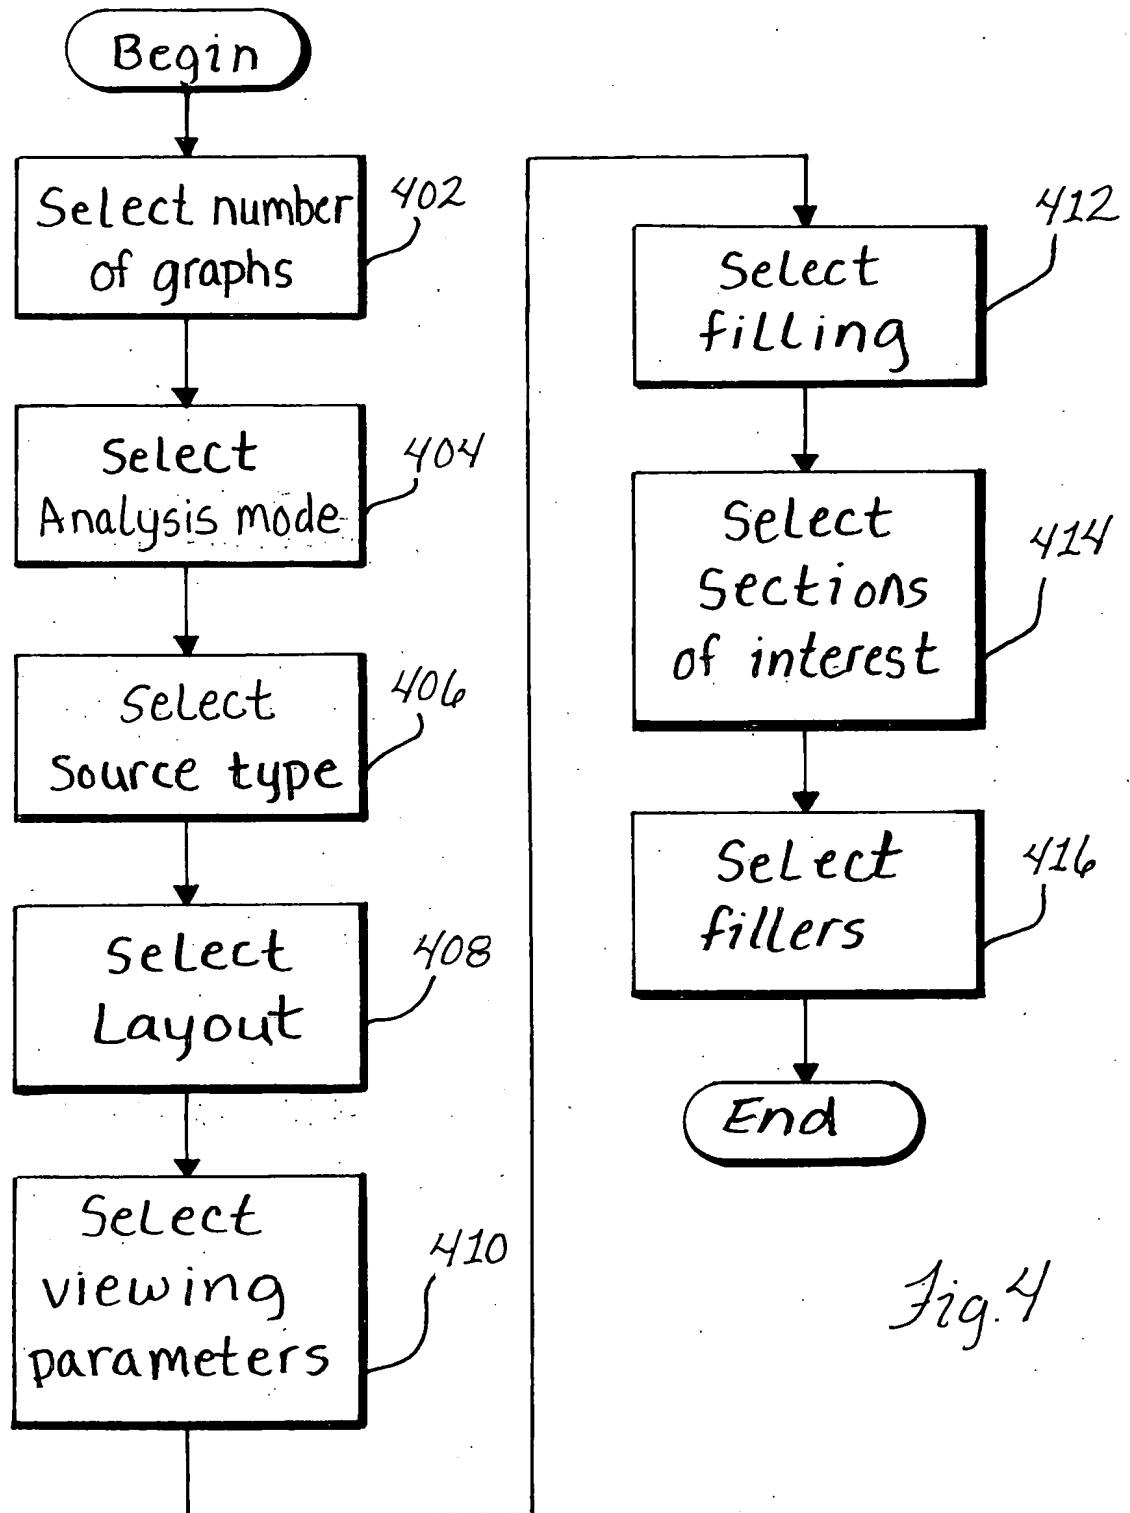 Begin
Select number
of graphs
402
Select
Analysis mode
404
Select
Source type
406
Select
Layout
408
Select
viewing
parameters
410
Select
filling
412
Select
Sections
of interest
414
Select
fillers
416
End
Fig. 4